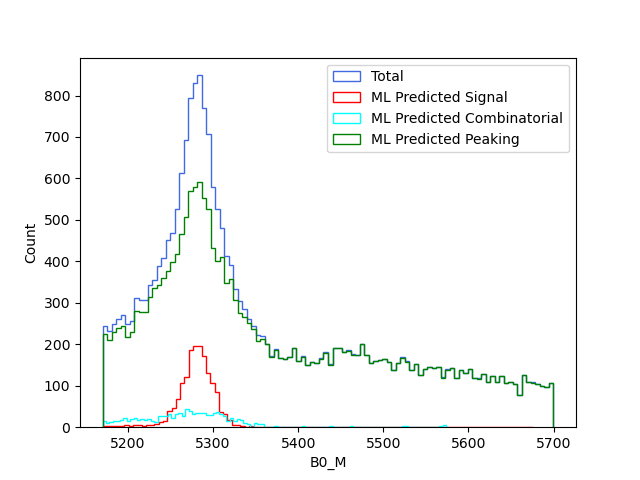 Total
ML Predicted Signal
ML Predicted Combinatorial
ML Predicted Peaking
800
700
600
500
400
300
200
100
0
Count
5200 5300 5400 5500 5600 5700
B0_M